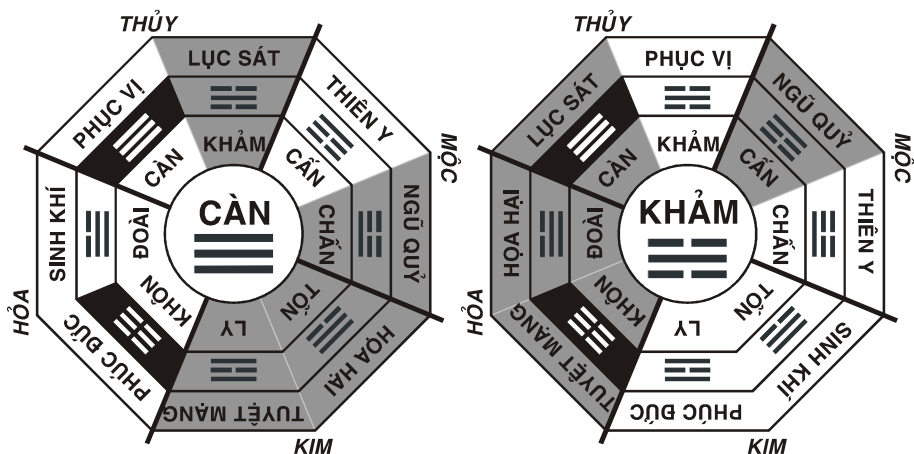 THỦY
LỤC SÁT
PHỤC VỊ
THIÊN Y
KHẢM
CÀN
CẤN
MỘC
SINH KHÍ
ĐOÀI
CÀN
CHẤN
NGŨ QUỶ
HỎA
KHÔN
LY
TỐN
PHÚC ĐỨC
HỌA HẠI
TUYỆT MẠNG
KIM
THỦY
PHỤC VỊ
LỤC SÁT
NGŨ QUỶ
KHẢM
CÀN
CẤN
MỘC
HỌA HẠI
ĐOÀI
KHẢM
CHẤN
THIÊN Y
HỎA
KHÔN
LY
TỐN
TUYỆT MẠNG
SINH KHÍ
PHÚC ĐỨC
KIM